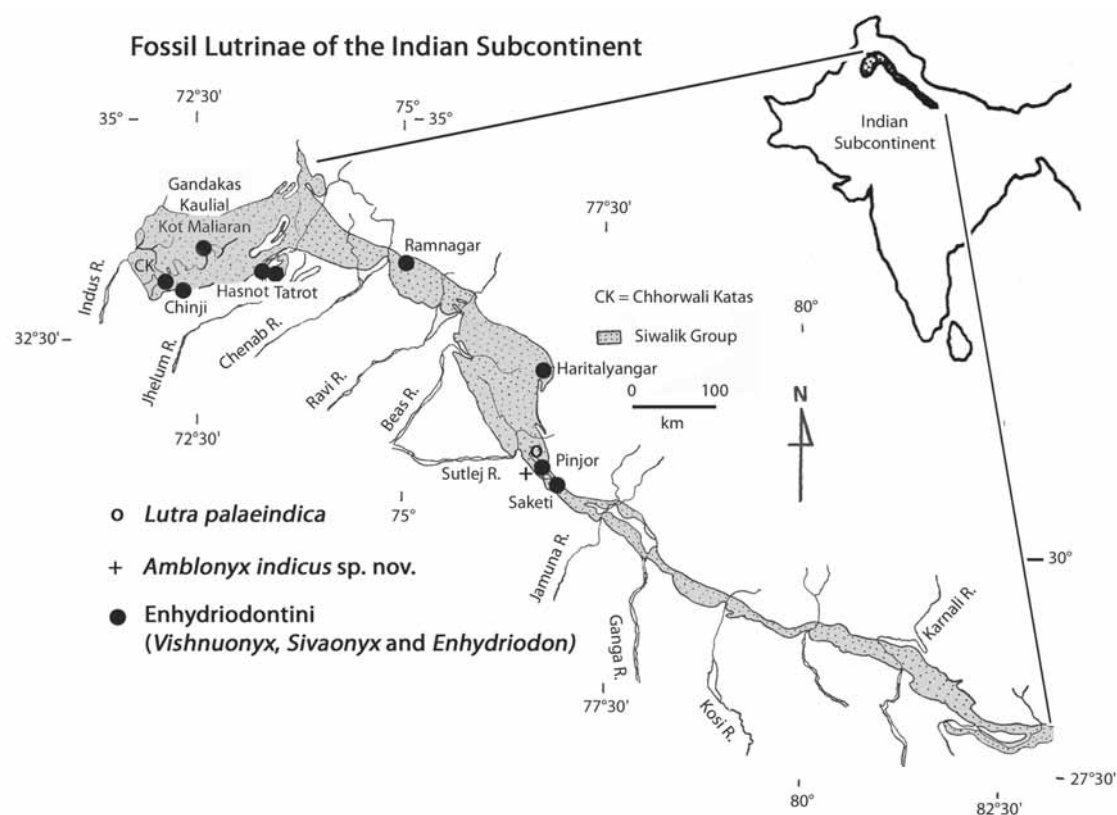 Fossil Lutrinae of the Indian Subcontinent
72°30'
75°
35°
35°
Indian
Subcontinent
Gandakas
Kaulial
Kot Maliaran
77°30'
Ramnagar
CK
Indus R.
Chinji
Hasnot Tatrot
CK = Chhorwali Katas
80°
Siwalik Group
Chenab R.
32°30'
Jhelum R.
Ravi R.
Haritalyangar
Beas R.
0 100
km
N
72°30'
Pinjor
Sutlej R.
Saketi
75°
o Lutra palaeindica
+ Amblonyx indicus sp. nov.
Jamuna R.
30°
Enhydriodontini
(Vishnuonyx, Sivaonyx and Enhydriodon)
Karnali R.
Ganga R.
77°30'
Kosi R.
27°30'
80°
82°30'